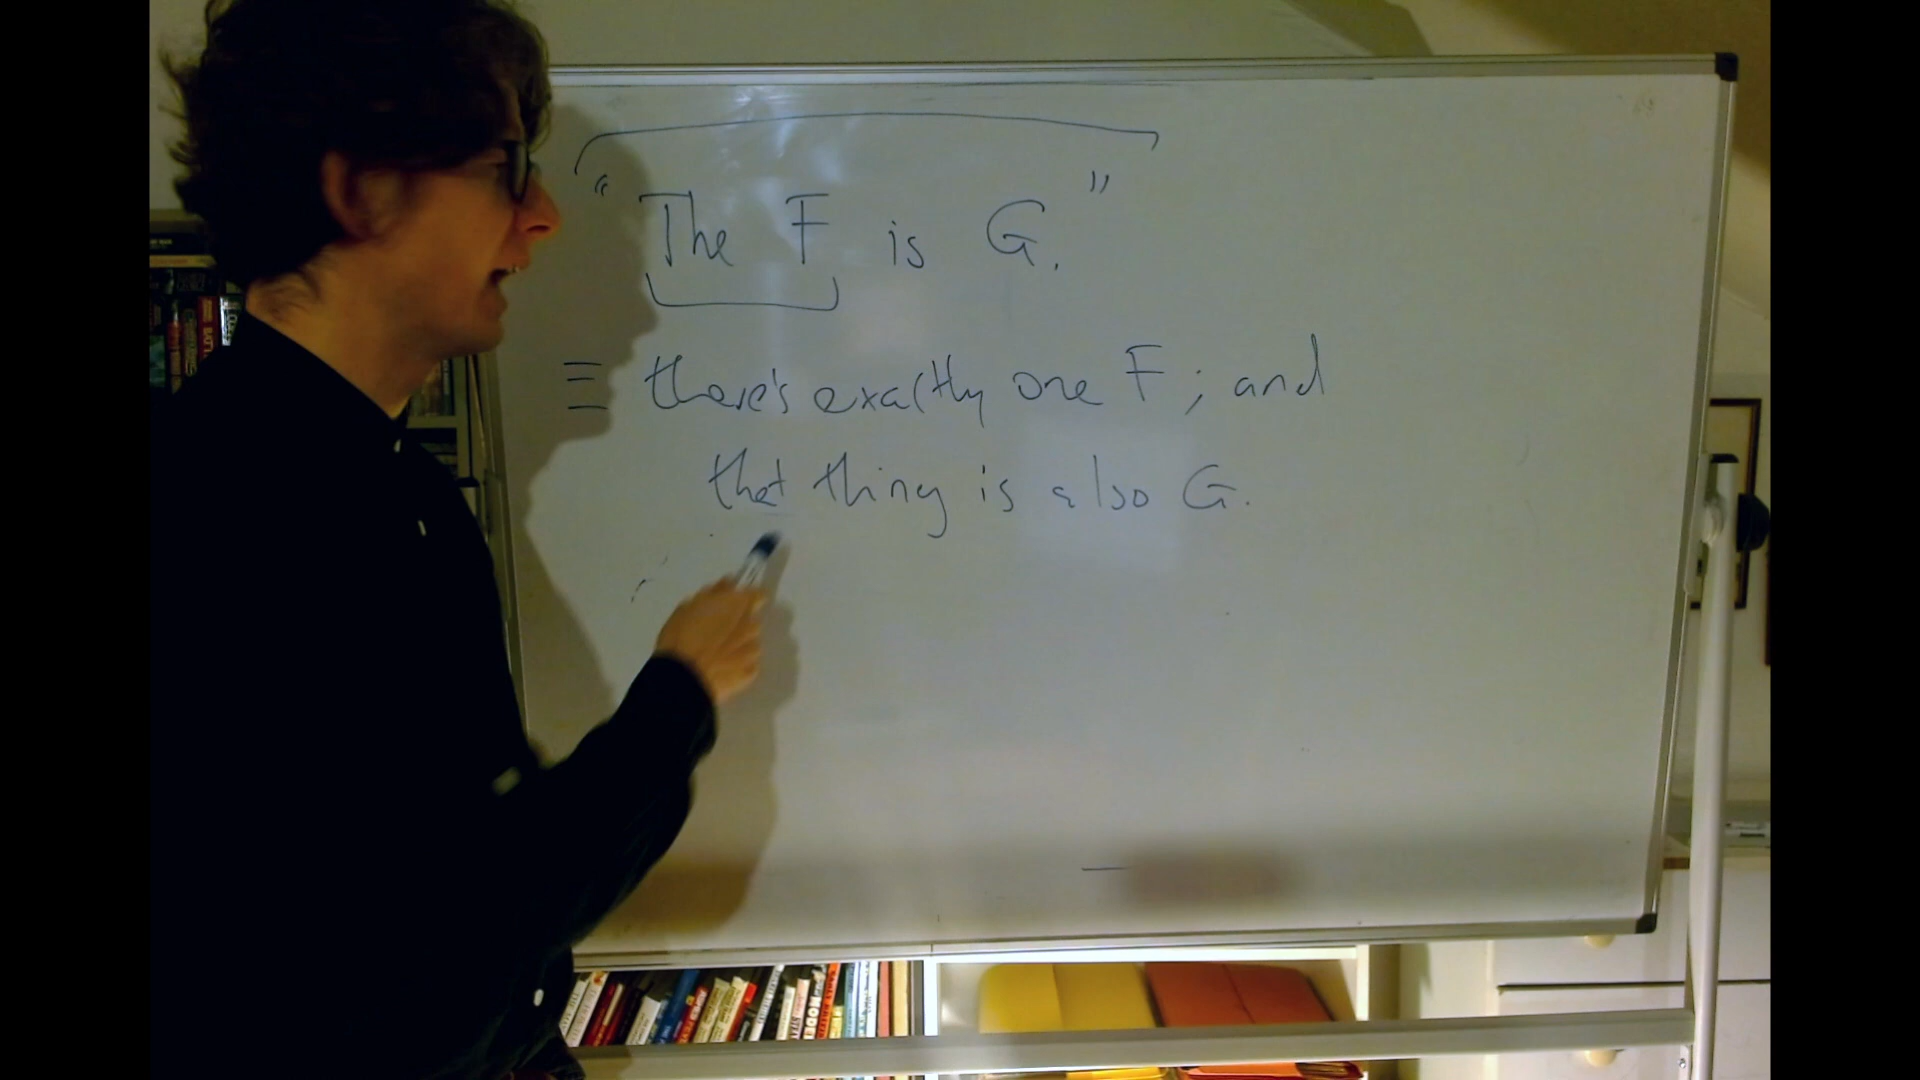 "The F is G."
≡ there's exactly one F; and
that thing is also G.